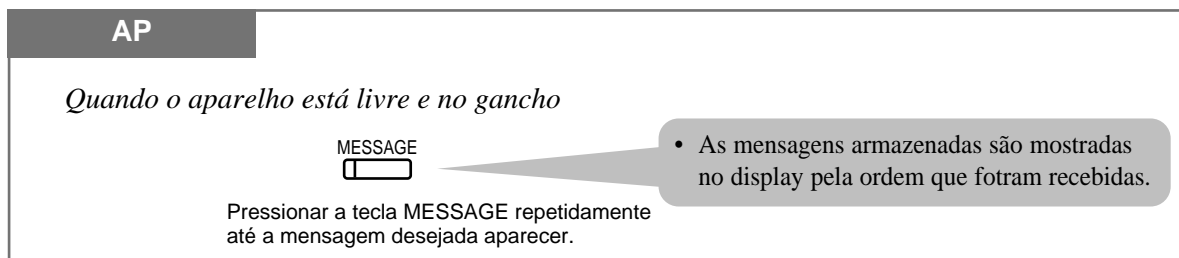 AP
Quando o aparelho está livre e no gancho
MESSAGE
• As mensagens armazenadas são mostradas
no display pela ordem que fotram recebidas.
Pressionar a tecla MESSAGE repetidamente
até a mensagem desejada aparecer.